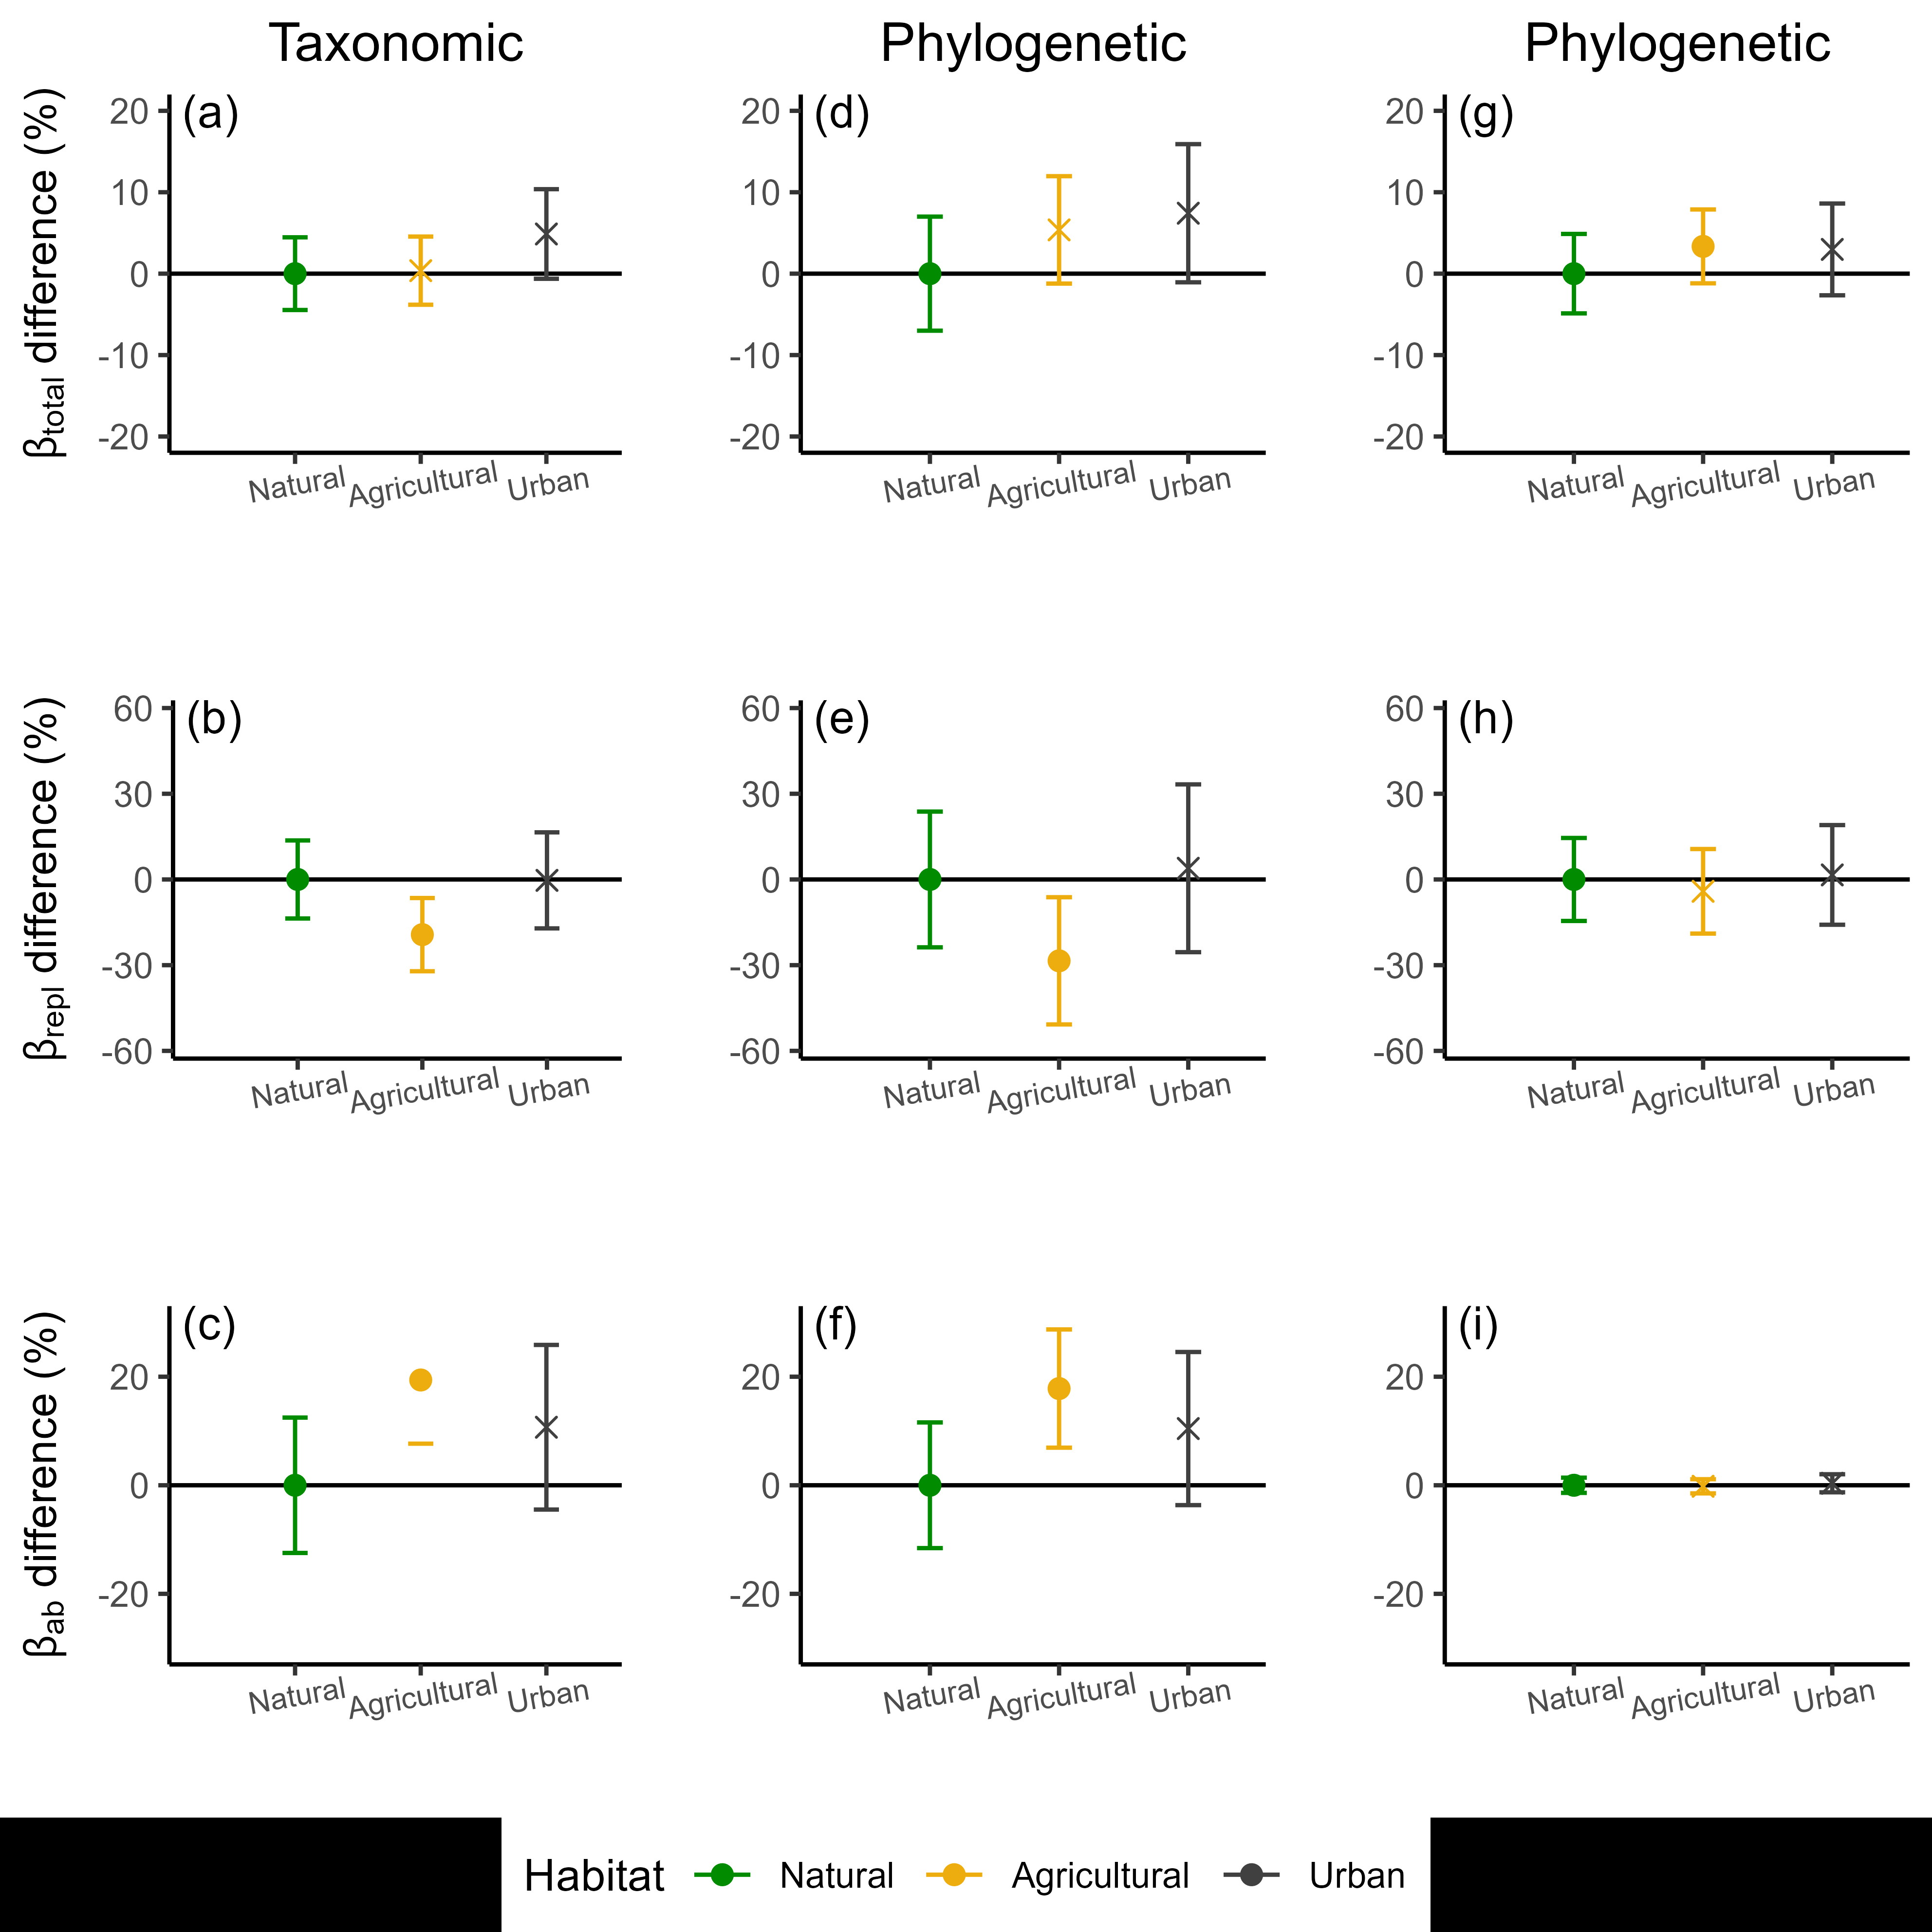 Taxonomic Phylogenetic Phylogenetic
βtotal difference (%)
(a)
20
10
0
-10
-20
Natural Agricultural Urban
(d)
20
10
0
-10
-20
Natural Agricultural Urban
(g)
20
10
0
-10
-20
Natural Agricultural Urban
βrepl difference (%)
(b)
60
30
0
-30
-60
Natural Agricultural Urban
(e)
60
30
0
-30
-60
Natural Agricultural Urban
(h)
60
30
0
-30
-60
Natural Agricultural Urban
βab difference (%)
(c)
20
0
-20
Natural Agricultural Urban
(f)
20
0
-20
Natural Agricultural Urban
(i)
20
0
-20
Natural Agricultural Urban
Habitat Natural Agricultural Urban